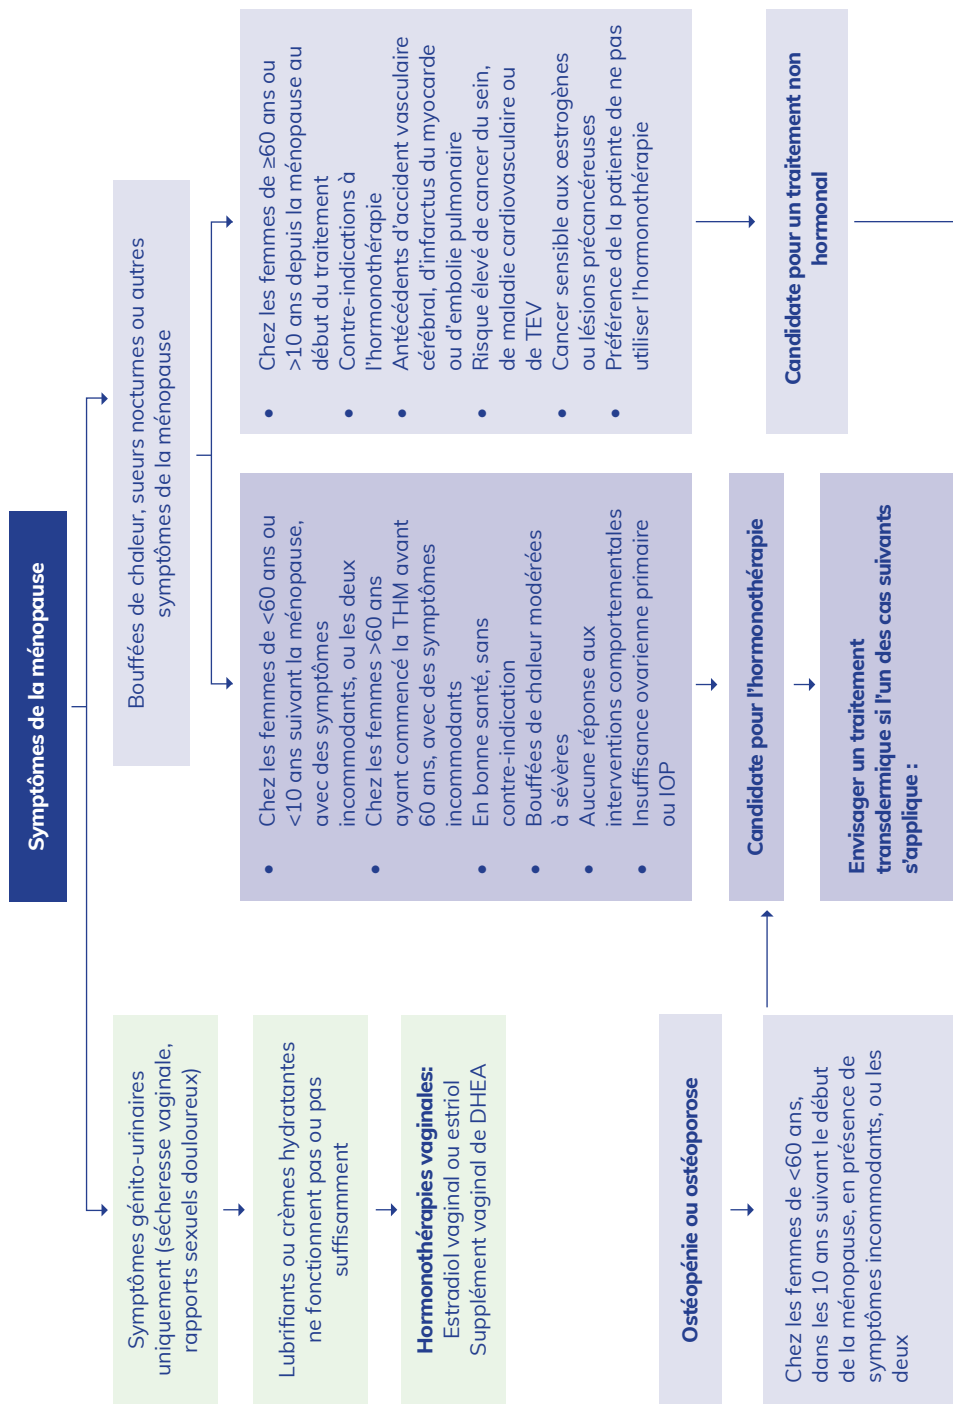 Symptômes de la ménopause
Symptômes génito-urinaires
uniquement (sécheresse vaginale,
rapports sexuels douloureux)
Lubrifiants ou crèmes hydratantes
ne fonctionnent pas ou pas
suffisamment
Hormonothérapies vaginales:
Estradiol vaginal ou estriol
Supplément vaginal de DHEA
Bouffées de chaleur, sueurs nocturnes ou autres
symptômes de la ménopause
• Chez les femmes de <60 ans ou
<10 ans suivant la ménopause,
avec des symptômes
incommodants, ou les deux
• Chez les femmes >60 ans
ayant commencé la THM avant
60 ans, avec des symptômes
incommodants
• En bonne santé, sans
contre-indication
• Bouffées de chaleur modérées
à sévères
• Aucune réponse aux
interventions comportementales
• Insuffisance ovarienne primaire
ou IOP
• Chez les femmes de ≥60 ans ou
>10 ans depuis la ménopause au
début du traitement
• Contre-indications à
l'hormonothérapie
• Antécédents d'accident vasculaire
cérébral, d'infarctus du myocarde
ou d'embolie pulmonaire
• Risque élevé de cancer du sein,
de maladie cardiovasculaire ou
de TEV
• Cancer sensible aux œstrogènes
ou lésions précancéreuses
• Préférence de la patiente de ne pas
utiliser l'hormonothérapie
Ostéopénie ou ostéoporose
Chez les femmes de <60 ans,
dans les 10 ans suivant le début
de la ménopause, en présence de
symptômes incommodants, ou les
deux
Candidate pour l'hormonothérapie
Envisager un traitement
transdermique si l'un des cas suivants
s'applique :
Candidate pour un traitement non
hormonal